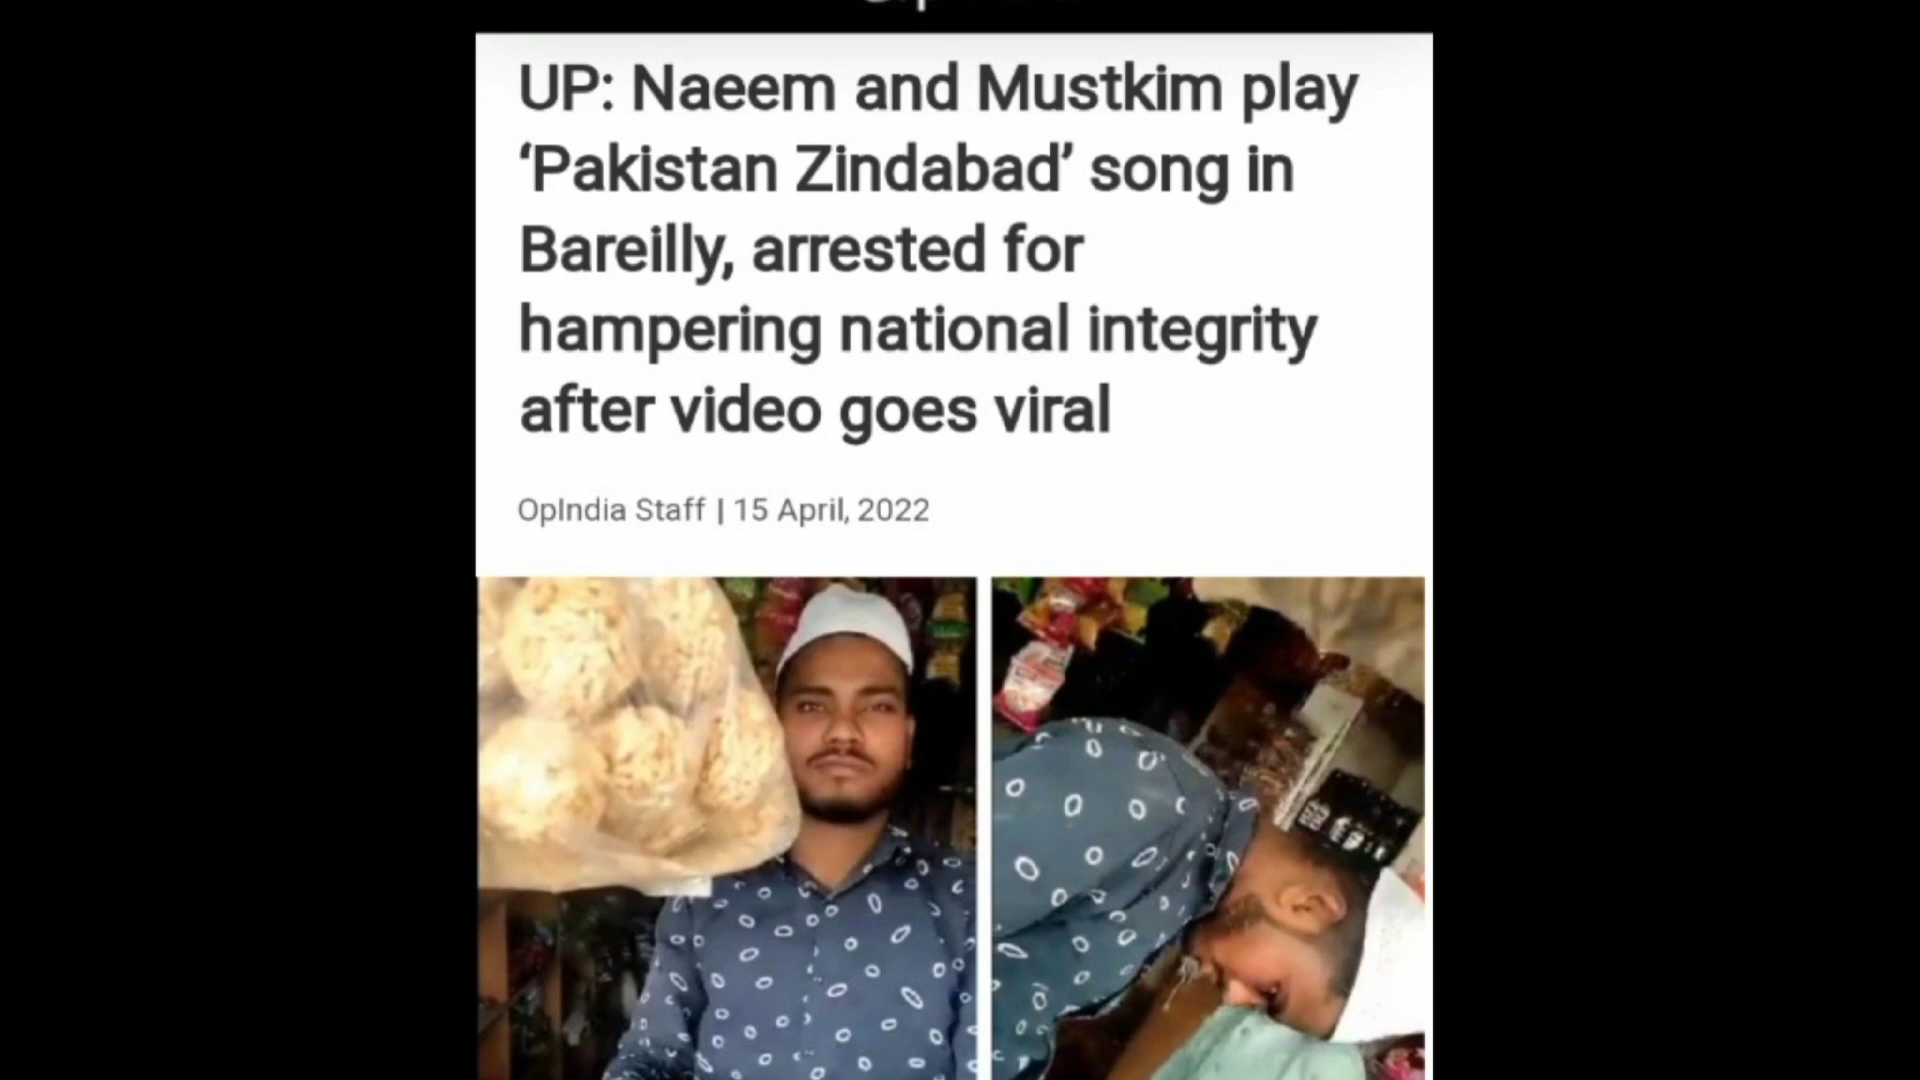 UP: Naeem and Mustkim play
‘Pakistan Zindabad’ song in
Bareilly, arrested for
hampering national integrity
after video goes viral
OpIndia Staff | 15 April, 2022